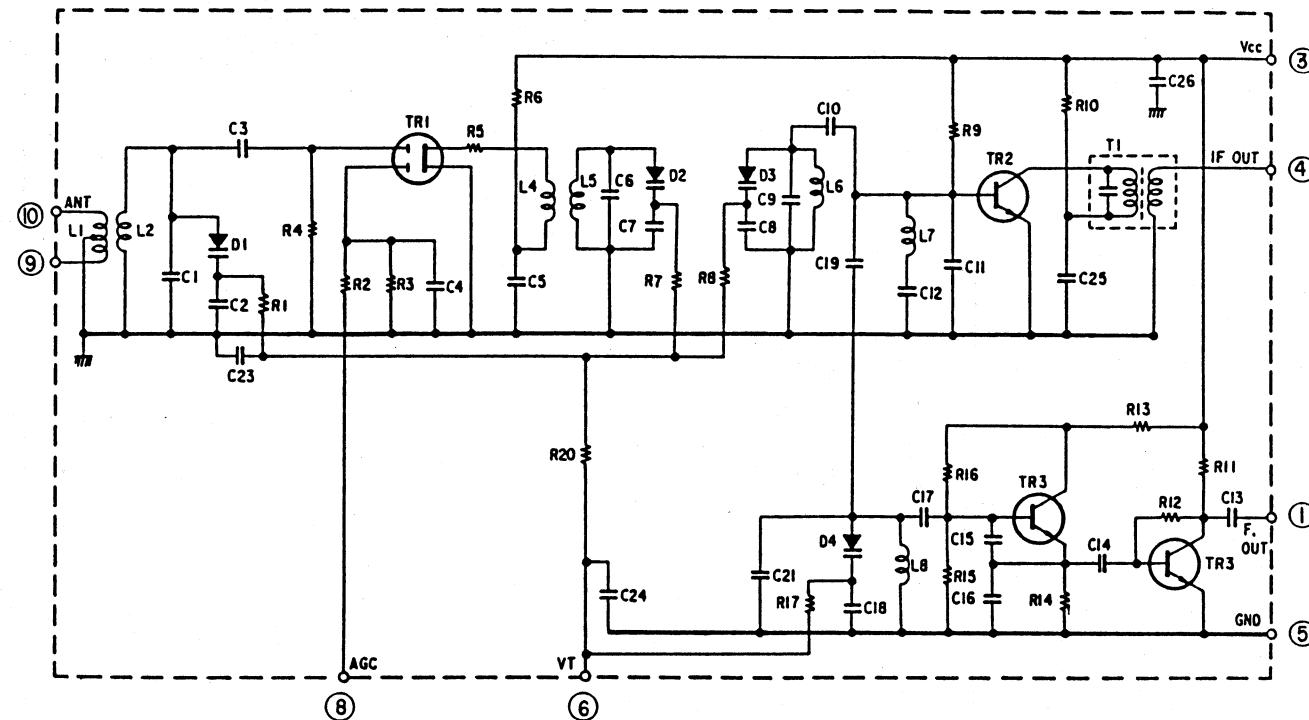 Vcc ③
C26
R6
R10
C10
C3
TR1
R5
R9
TR2
T1
IF OUT ④
D2
D3
C6
L4
L5
L6
C9
⑩ ANT
L1
L2
R4
C7
C8
D1
L7
⑨
C1
C19
C11
R2
R3
C4
C5
R7
R8
C25
C2
R1
C12
C23
R13
R20
R16
R11
TR3
C17
R12
C13
①
F.
OUT
D4
C15
C14
L8
TR3
C21
R15
R17
C16
R14
C24
C18
GND
⑤
AGC
VT
⑧
⑥